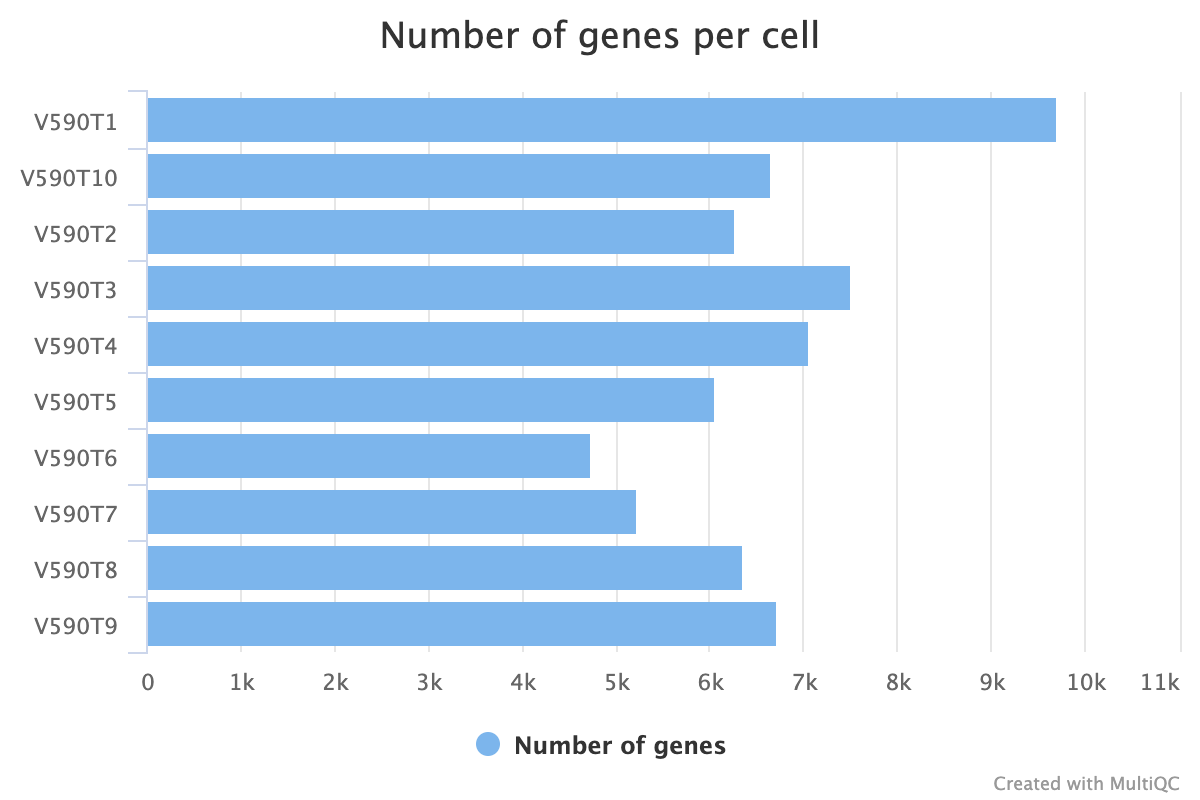 Number of genes per cell
V590T1
V590T10
V590T2
V590T3
V590T4
V590T5
V590T6
V590T7
V590T8
V590T9
0 1k 2k 3k 4k 5k 6k 7k 8k 9k 10k 11k
Number of genes
Created with MultiQC